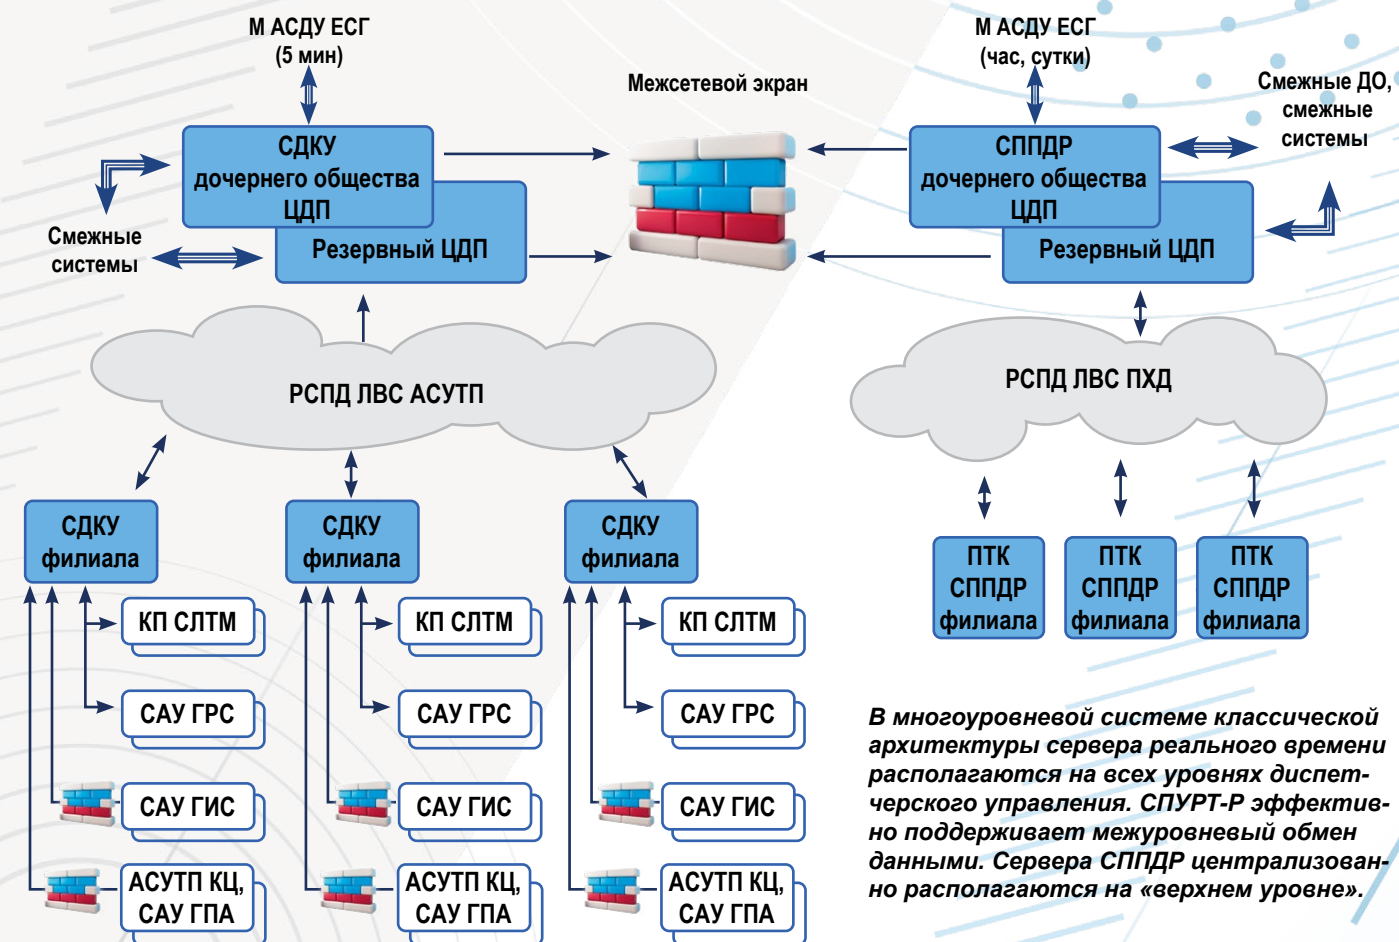 М АСДУ ЕСГ
(5 мин)
Межсетевой экран
М АСДУ ЕСГ
(час, сутки)
Смежные ДО,
смежные
системы
СДКУ
дочернего общества
ЦДП
Резервный ЦДП
Смежные
системы
СППДР
дочернего общества
ЦДП
Резервный ЦДП
РСПД ЛВС АСУТП
РСПД ЛВС ПХД
СДКУ
филиала
КП СЛТМ
САУ ГРС
САУ ГИС
АСУТП КЦ,
САУ ГПА
СДКУ
филиала
КП СЛТМ
САУ ГРС
САУ ГИС
АСУТП КЦ,
САУ ГПА
СДКУ
филиала
КП СЛТМ
САУ ГРС
САУ ГИС
АСУТП КЦ,
САУ ГПА
ПТК
СППДР
филиала
ПТК
СППДР
филиала
ПТК
СППДР
филиала
В многоуровневой системе классической
архитектуры сервера реального времени
располагаются на всех уровнях диспет-
черского управления. СПУРТ-Р эффектив-
но поддерживает межуровневый обмен
данными. Сервера СППДР централизован-
но располагаются на «верхнем уровне».